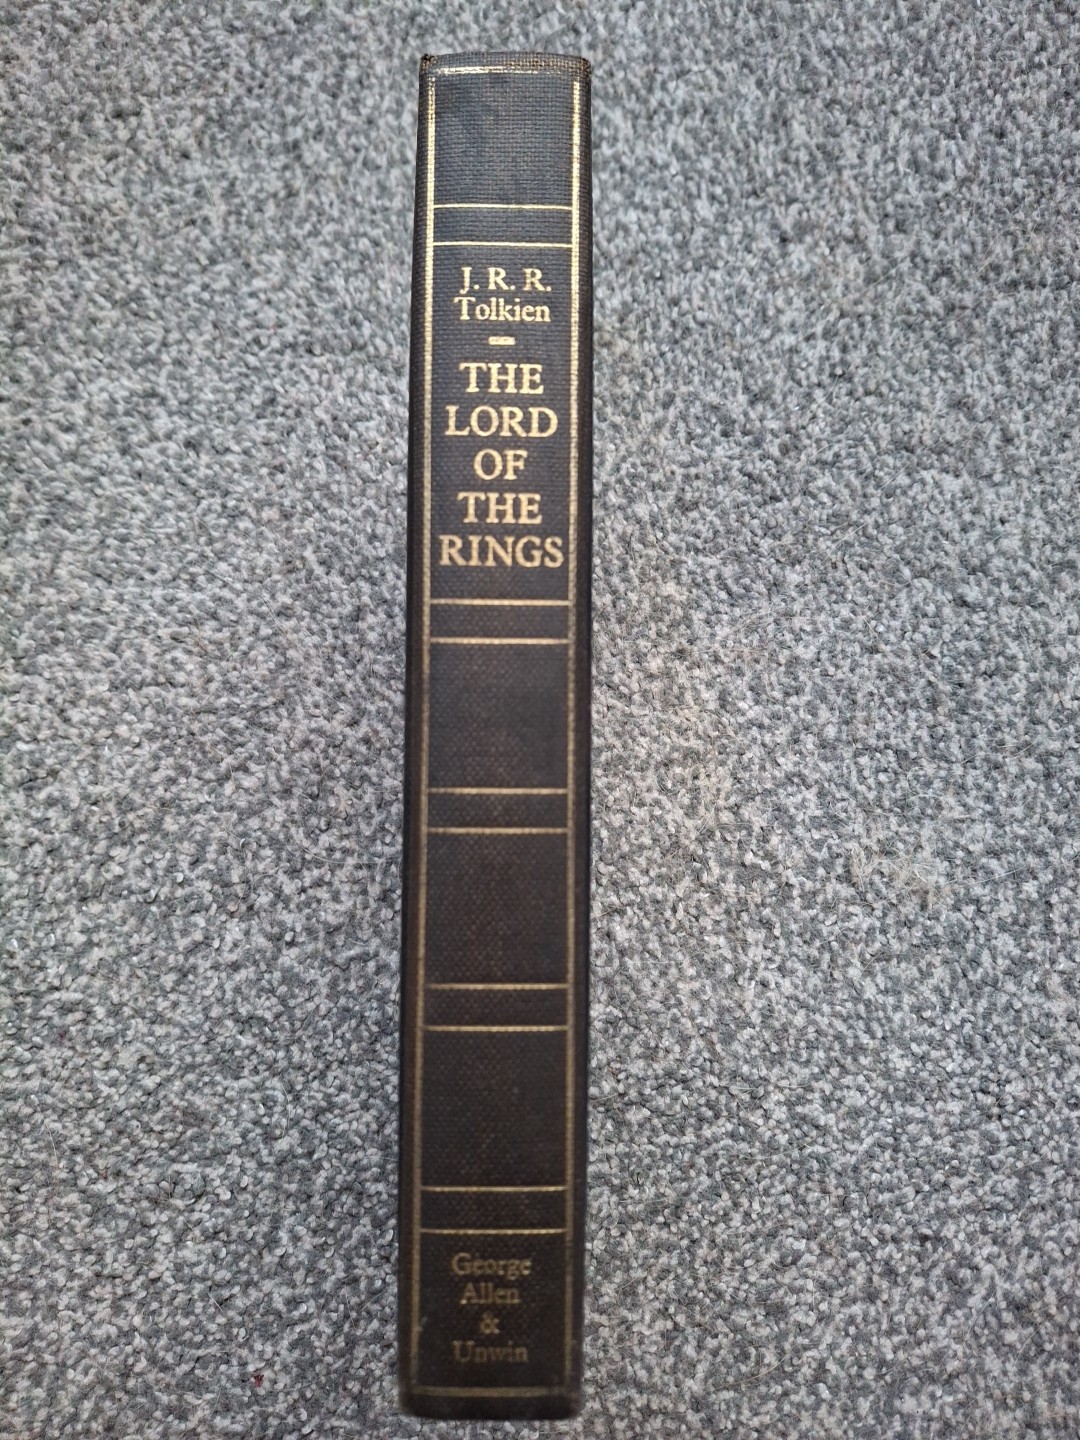 J. R. R.
Tolkien
THE
LORD
OF
THE
RINGS
George
Allen
&
Unwin